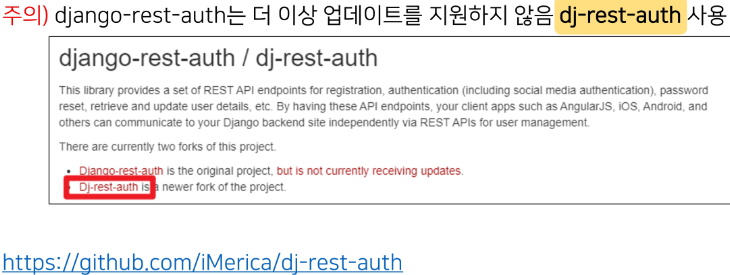 주의) django-rest-auth는 더 이상 업데이트를 지원하지 않음 dj-rest-auth 사용
django-rest-auth / dj-rest-auth
This library provides a set of REST API endpoints for registration, authentication (including social media authentication), password
reset, retrieve and update user details, etc. By having these API endpoints, your client apps such as AngularJS, iOS, Android, and
others can communicate to your Django backend site independently via REST APIs for user management.
There are currently two forks of this project.
• Django-rest-auth is the original project, but is not currently receiving updates.
• Dj-rest-auth is a newer fork of the project.
https://github.com/iMerica/dj-rest-auth